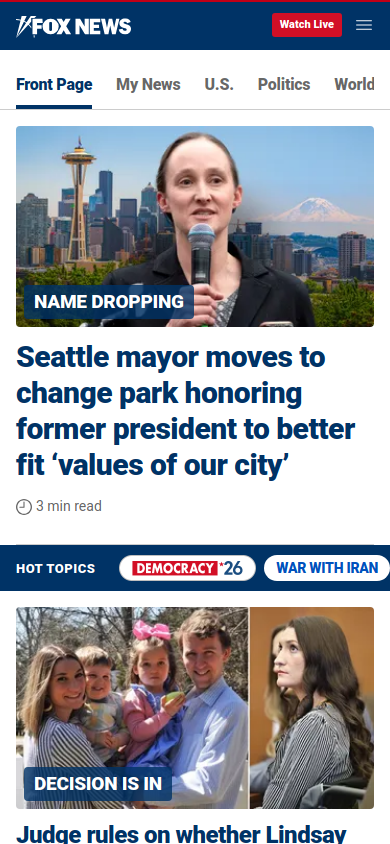 FOX NEWS
Watch Live
Front Page My News U.S. Politics World
NAME DROPPING
Seattle mayor moves to
change park honoring
former president to better
fit ‘values of our city’
3 min read
HOT TOPICS DEMOCRACY★26 WAR WITH IRAN
DECISION IS IN
Judge rules on whether Lindsay